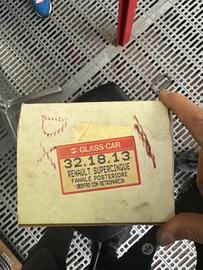 GLASS CAR
32.18.13
RENAULT SUPERCINQUE
FANALE POSTERIORE
DESTRO CON RETROMARCIA